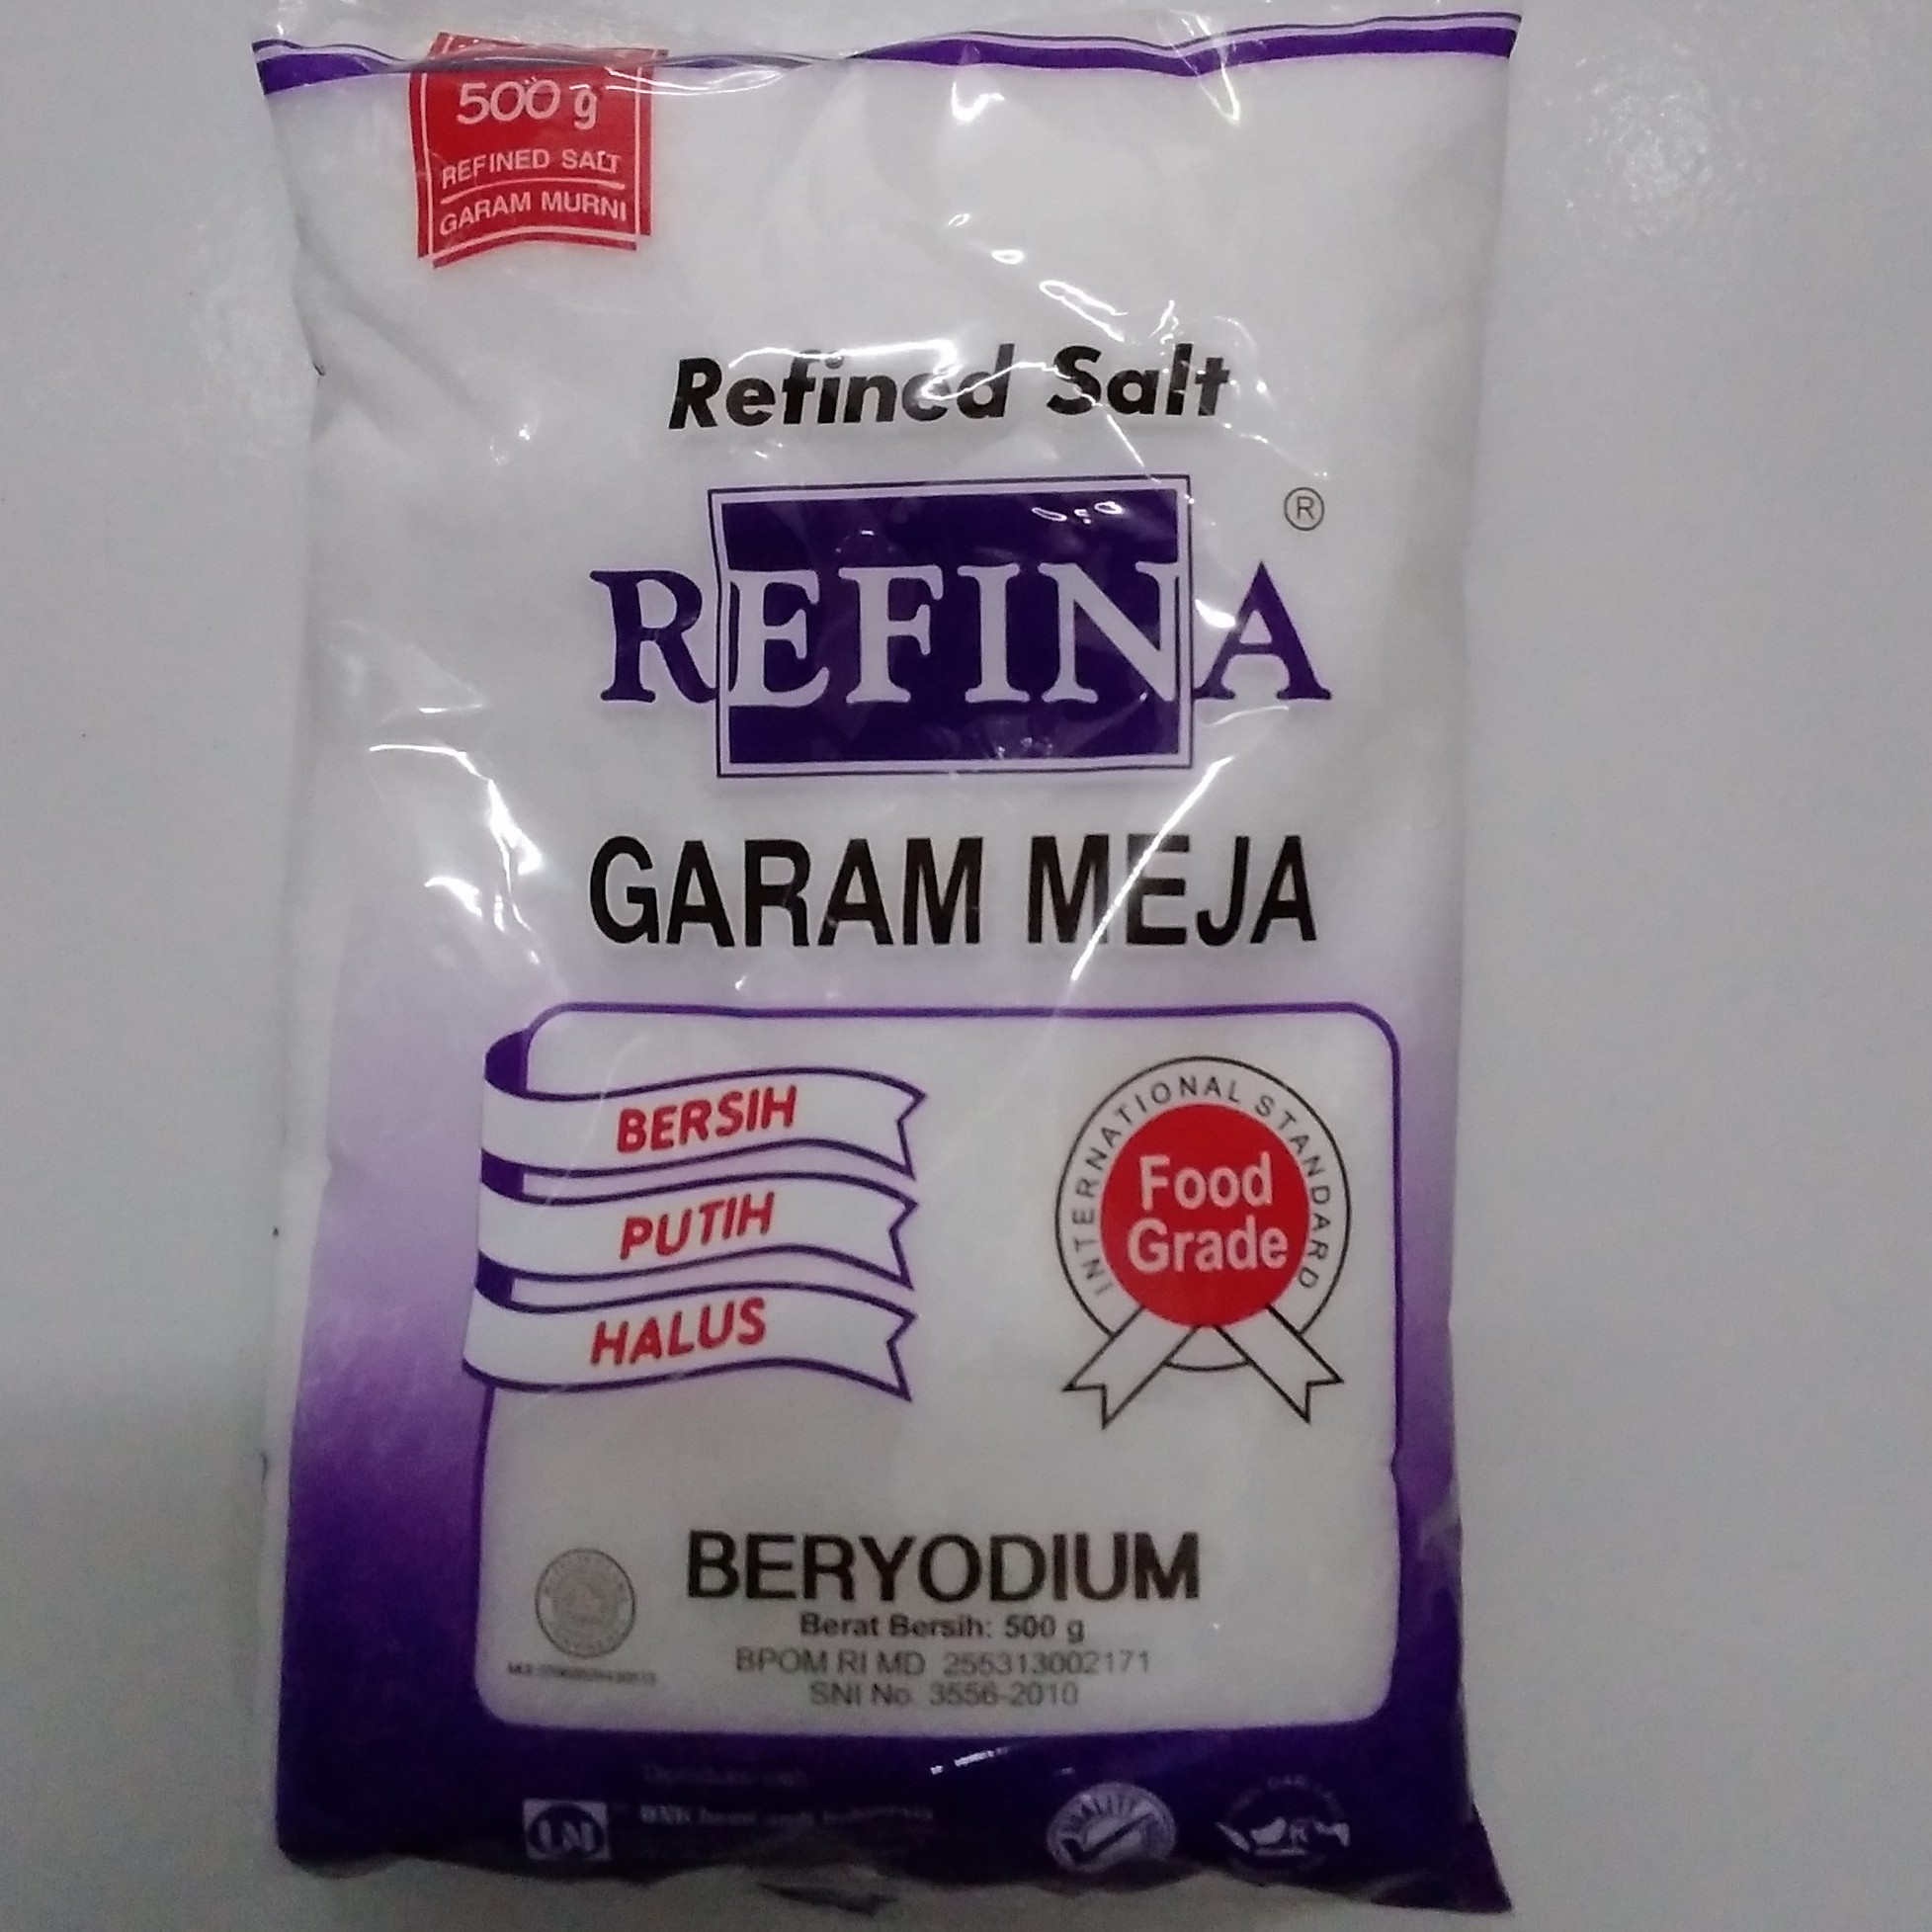 500 g
REFINED SALT
GARAM MURNI
Refined Salt
REFINA ®
GARAM MEJA
BERSIH
PUTIH
HALUS
INTERNATIONAL STANDARD
Food
Grade
BERYODIUM
Berat Bersih: 500 g
BPOM RI MD 255313002171
SNI No. 3556-2010
QUALITY